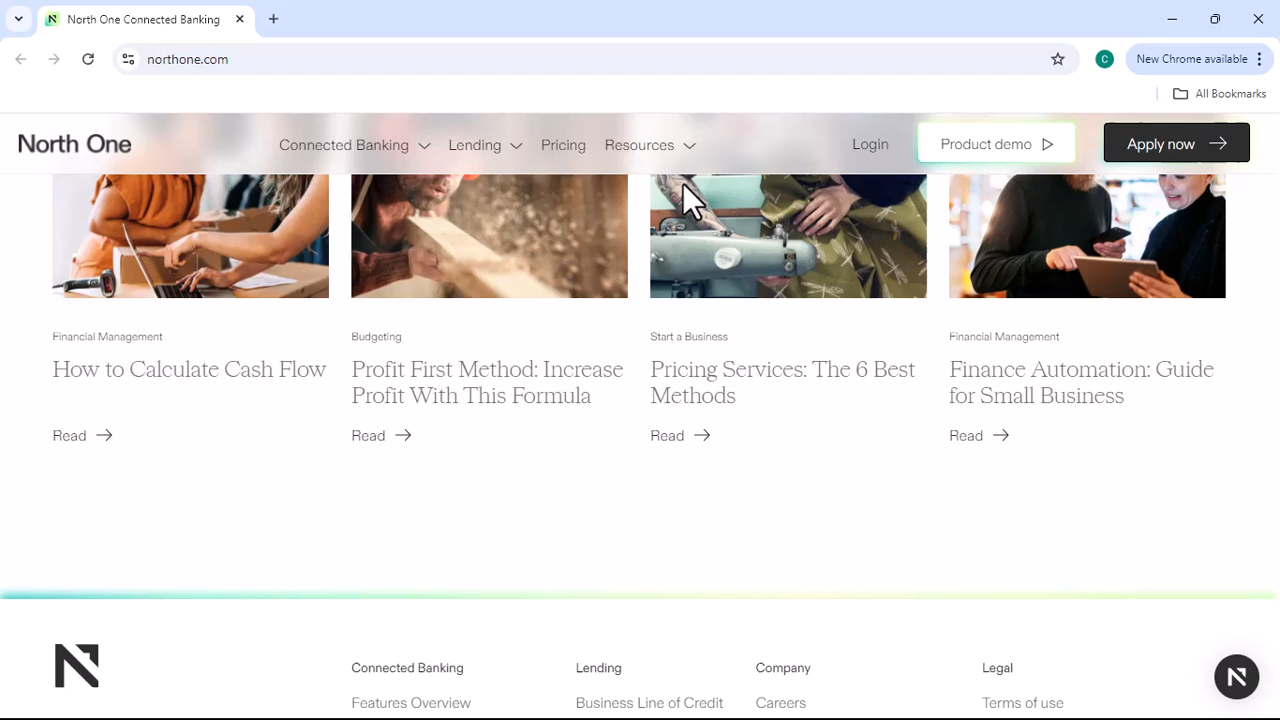 North One Connected Banking
northone.com
C
New Chrome available
All Bookmarks
North One
Connected Banking
Lending
Pricing
Resources
Login
Product demo
Apply now
Financial Management
How to Calculate Cash Flow
Read
Budgeting
Profit First Method: Increase
Profit With This Formula
Read
Start a Business
Pricing Services: The 6 Best
Methods
Read
Financial Management
Finance Automation: Guide
for Small Business
Read
Connected Banking
Features Overview
Lending
Business Line of Credit
Company
Careers
Legal
Terms of use